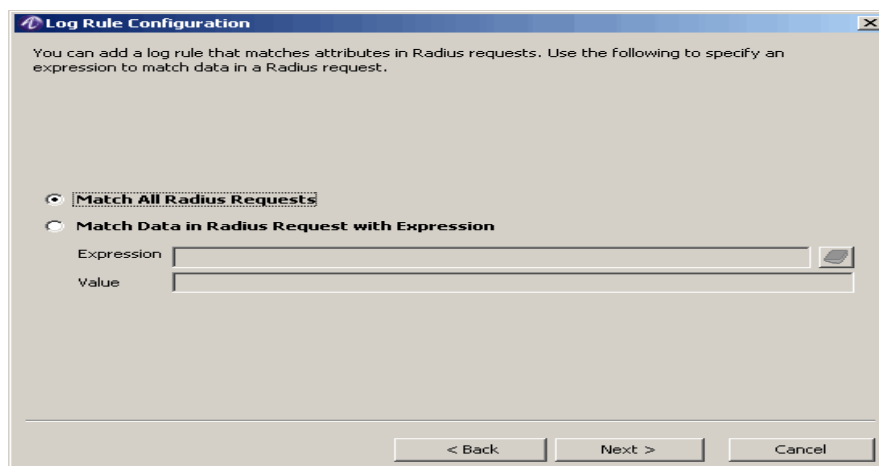 Log Rule Configuration
You can add a log rule that matches attributes in Radius requests. Use the following to specify an
expression to match data in a Radius request.
Match All Radius Requests
Match Data in Radius Request with Expression
Expression
Value
< Back
Next >
Cancel